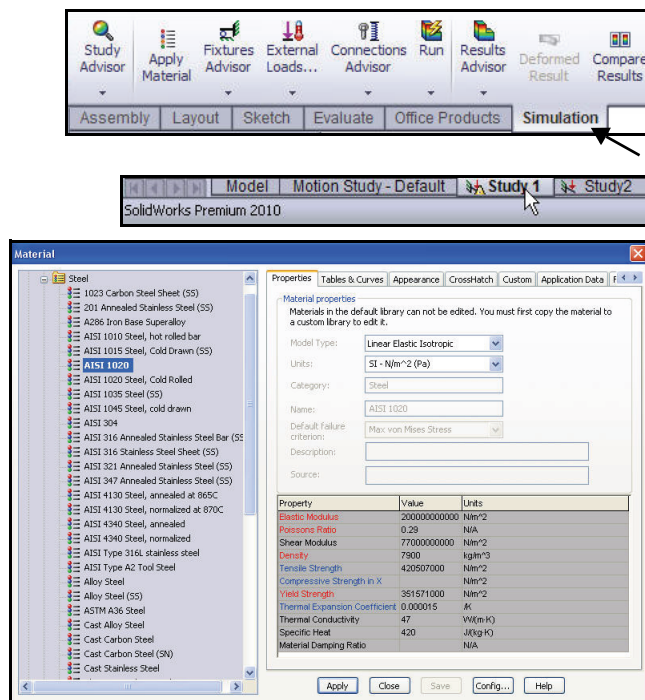 Study Advisor
Apply Material
Fixtures Advisor
External Loads...
Connections Advisor
Run
Results Advisor
Deformed Result
Compare Results
Assembly Layout Sketch Evaluate Office Products Simulation
Model Motion Study - Default Study 1 Study2
SolidWorks Premium 2010
Material
Steel
1023 Carbon Steel Sheet (SS)
201 Annealed Stainless Steel (SS)
A286 Iron Base Superalloy
AISI 1010 Steel, hot rolled bar
AISI 1015 Steel, Cold Drawn (SS)
AISI 1020
AISI 1020 Steel, Cold Rolled
AISI 1035 Steel (SS)
AISI 1045 Steel, cold drawn
AISI 304
AISI 316 Annealed Stainless Steel Bar (SS
AISI 316 Stainless Steel Sheet (SS)
AISI 321 Annealed Stainless Steel (SS)
AISI 347 Annealed Stainless Steel (SS)
AISI 4130 Steel, annealed at 865C
AISI 4130 Steel, normalized at 870C
AISI 4340 Steel, annealed
AISI 4340 Steel, normalized
AISI Type 316L stainless steel
AISI Type A2 Tool Steel
Alloy Steel
Alloy Steel (SS)
ASTM A36 Steel
Cast Alloy Steel
Cast Carbon Steel
Cast Carbon Steel (SN)
Cast Stainless Steel
Properties Tables & Curves Appearance CrossHatch Custom Application Data F
Material properties
Materials in the default library can not be edited. You must first copy the material to
a custom library to edit it.
Model Type: Linear Elastic Isotropic
Units: SI - N/m^2 (Pa)
Category: Steel
Name: AISI 1020
Default failure criterion: Max von Mises Stress
Description:
Source:
Property Value Units
Elastic Modulus 200000000000 N/m^2
Poissons Ratio 0.29 N/A
Shear Modulus 77000000000 N/m^2
Density 7900 kg/m^3
Tensile Strength 420507000 N/m^2
Compressive Strength in X N/m^2
Yield Strength 351571000 N/m^2
Thermal Expansion Coefficient 0.000015 /K
Thermal Conductivity 47 W/(m·K)
Specific Heat 420 J/(kg·K)
Material Damping Ratio N/A
Apply Close Save Config... Help